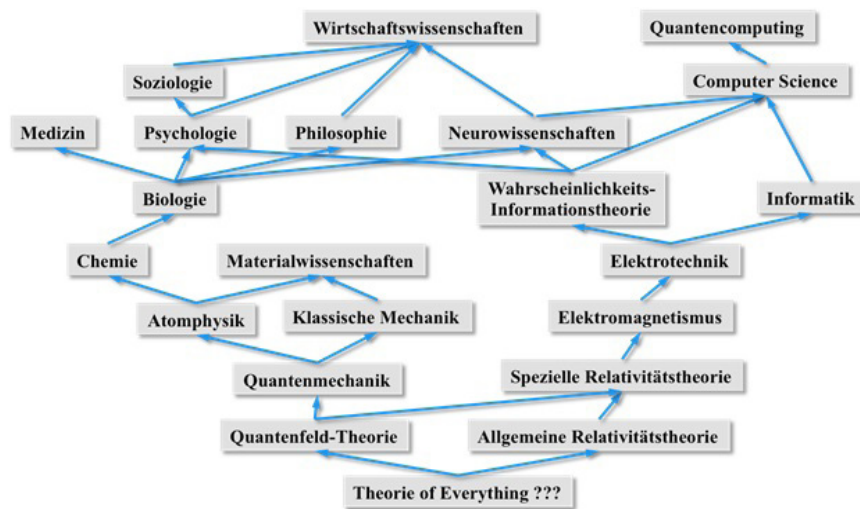 Wirtschaftswissenschaften
Quantencomputing
Soziologie
Computer Science
Medizin
Psychologie
Philosophie
Neurowissenschaften
Biologie
Wahrscheinlichkeits-
Informationstheorie
Informatik
Chemie
Materialwissenschaften
Elektrotechnik
Atomphysik
Klassische Mechanik
Elektromagnetismus
Quantenmechanik
Spezielle Relativitätstheorie
Quantenfeld-Theorie
Allgemeine Relativitätstheorie
Theorie of Everything ???